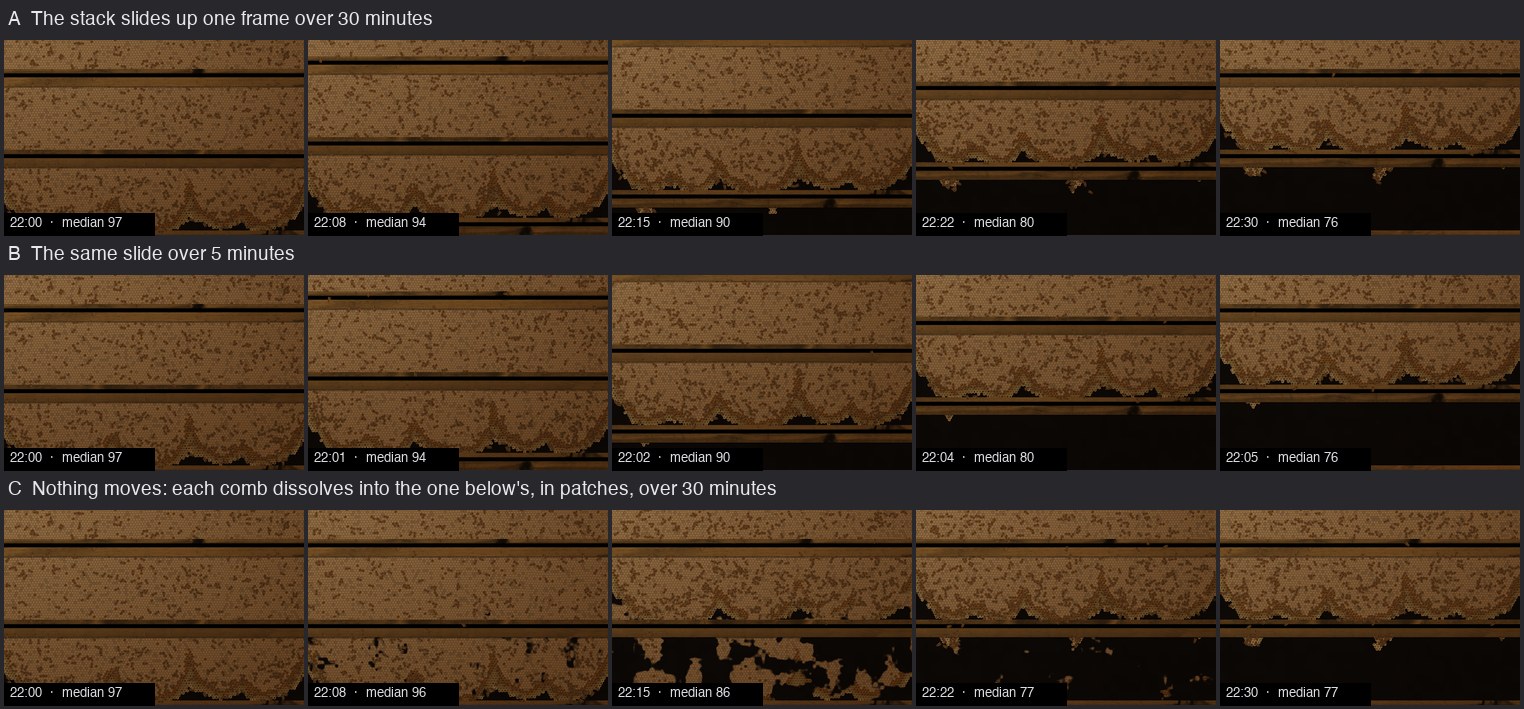 A The stack slides up one frame over 30 minutes
22:00 · median 97
22:08 · median 94
22:15 · median 90
22:22 · median 80
22:30 · median 76
B The same slide over 5 minutes
22:00 · median 97
22:01 · median 94
22:02 · median 90
22:04 · median 80
22:05 · median 76
C Nothing moves: each comb dissolves into the one below's, in patches, over 30 minutes
22:00 · median 97
22:08 · median 96
22:15 · median 86
22:22 · median 77
22:30 · median 77